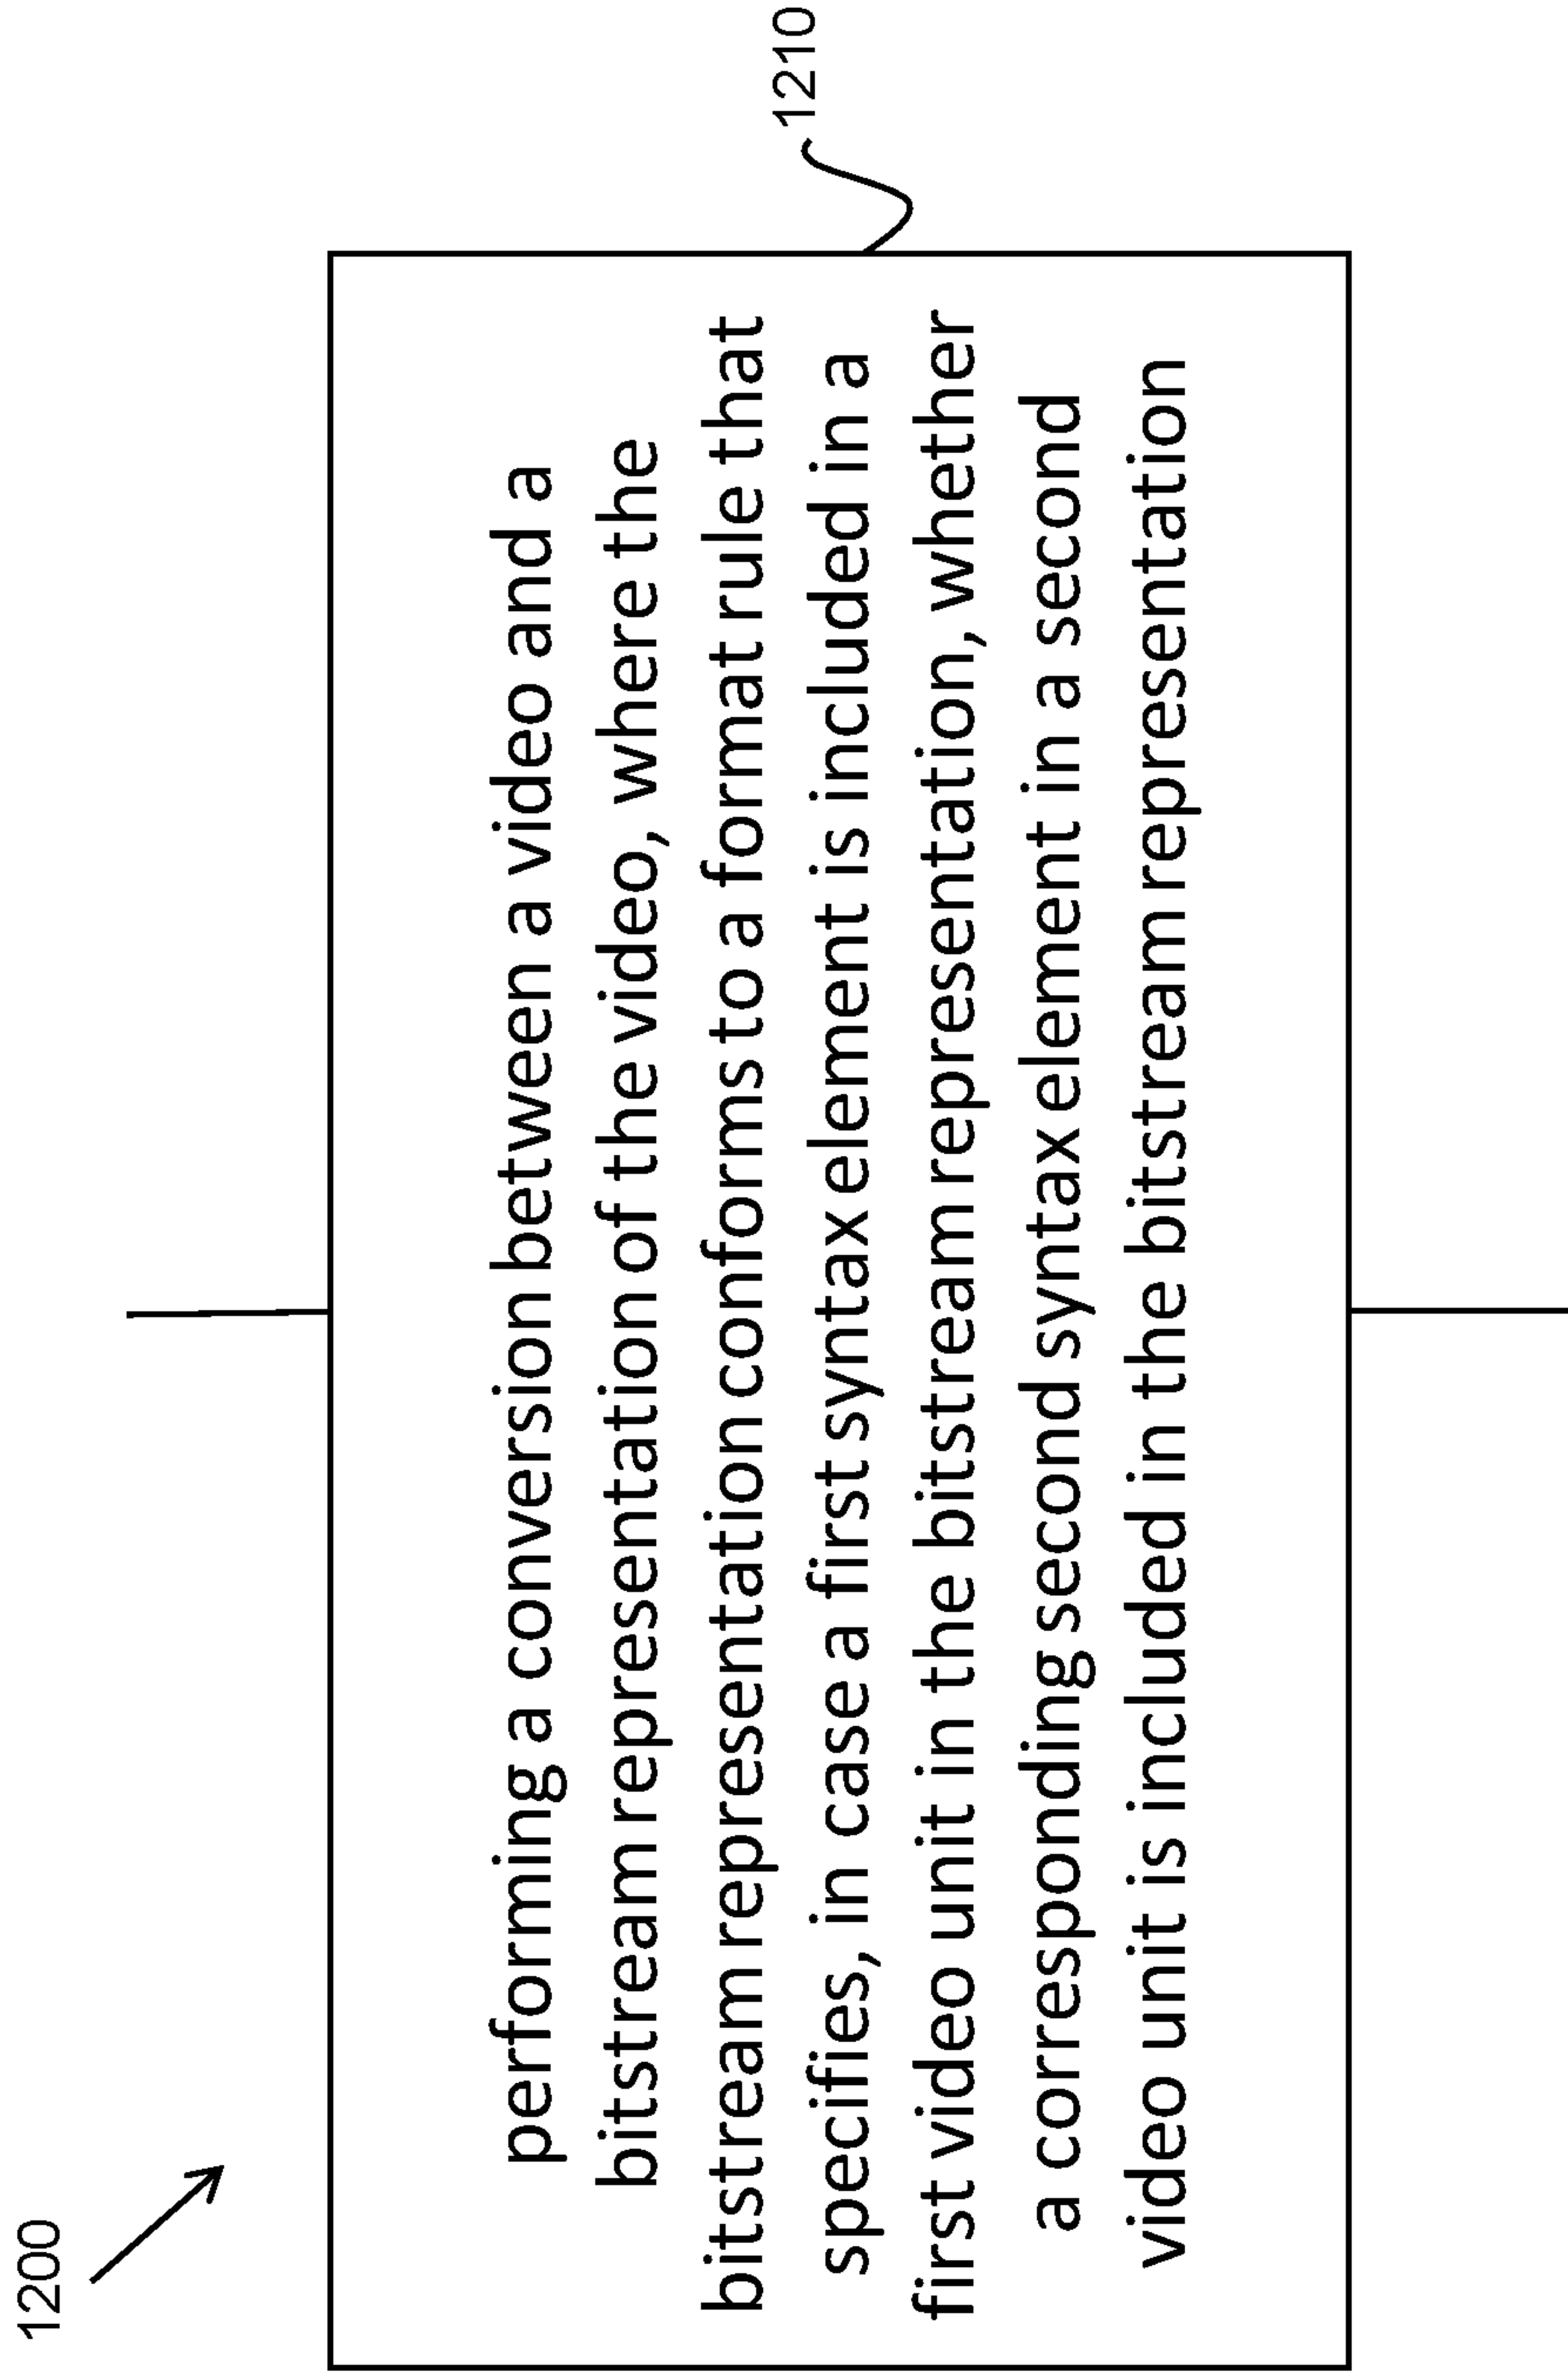 1200
performing a conversion between a video and a
bitstream representation of the video, where the
bitstream representation conforms to a format rule that
specifies, in case a first syntax element is included in a
first video unit in the bitstream representation, whether
a corresponding second syntax element in a second
video unit is included in the bitstream representation
1210